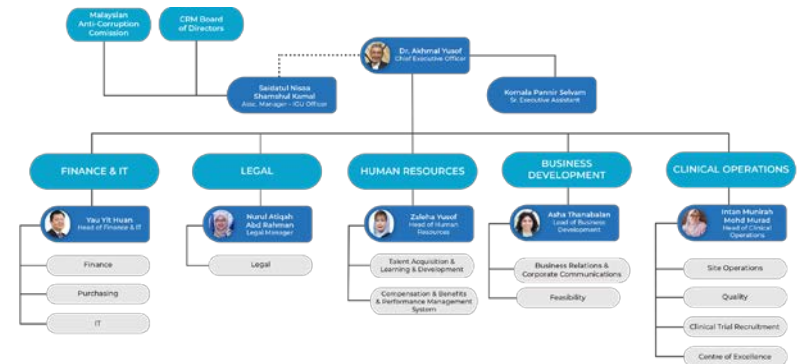 Malaysian
Anti-Corruption
Comission
CRM Board
of Directors
Dr. Akhmal Yusof
Chief Executive Officer
Saidatul Nisaa
Shamshul Kamal
Assc. Manager - IGU Officer
Komala Pannir Selvam
Sr. Executive Assistant
FINANCE & IT
LEGAL
HUMAN RESOURCES
BUSINESS
DEVELOPMENT
CLINICAL OPERATIONS
Yau Yit Huan
Head of Finance & IT
Nurul Atiqah
Abd Rahman
Legal Manager
Zaleha Yusof
Head of Human
Resources
Asha Thanabalan
Lead of Business
Development
Intan Munirah
Mohd Murad
Head of Clinical
Operations
Finance
Purchasing
IT
Legal
Talent Acquisition &
Learning & Development
Compensation & Benefits
& Performance Management
System
Business Relations &
Corporate Communications
Feasibility
Site Operations
Quality
Clinical Trial Recruitment
Centre of Excellence